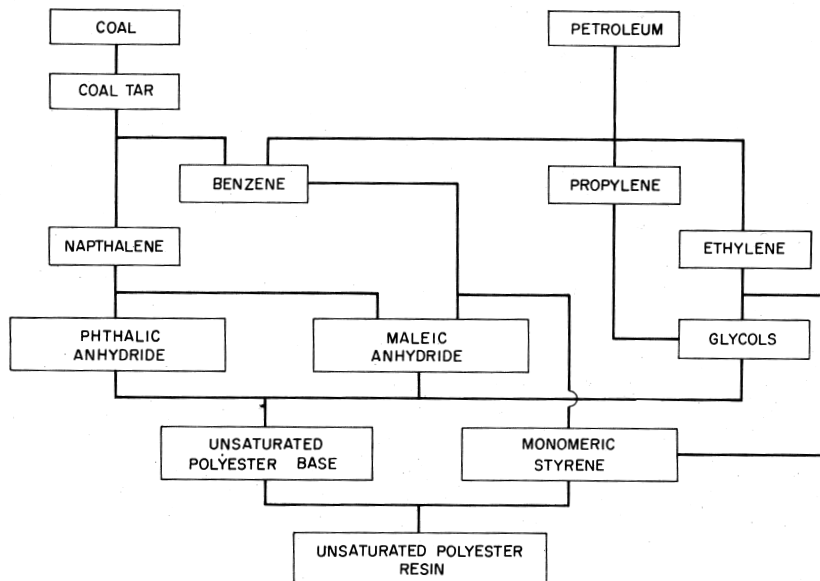 COAL
PETROLEUM
COAL TAR
BENZENE
PROPYLENE
NAPTHALENE
ETHYLENE
PHTHALIC
ANHYDRIDE
MALEIC
ANHYDRIDE
GLYCOLS
UNSATURATED
POLYESTER BASE
MONOMERIC
STYRENE
UNSATURATED POLYESTER
RESIN